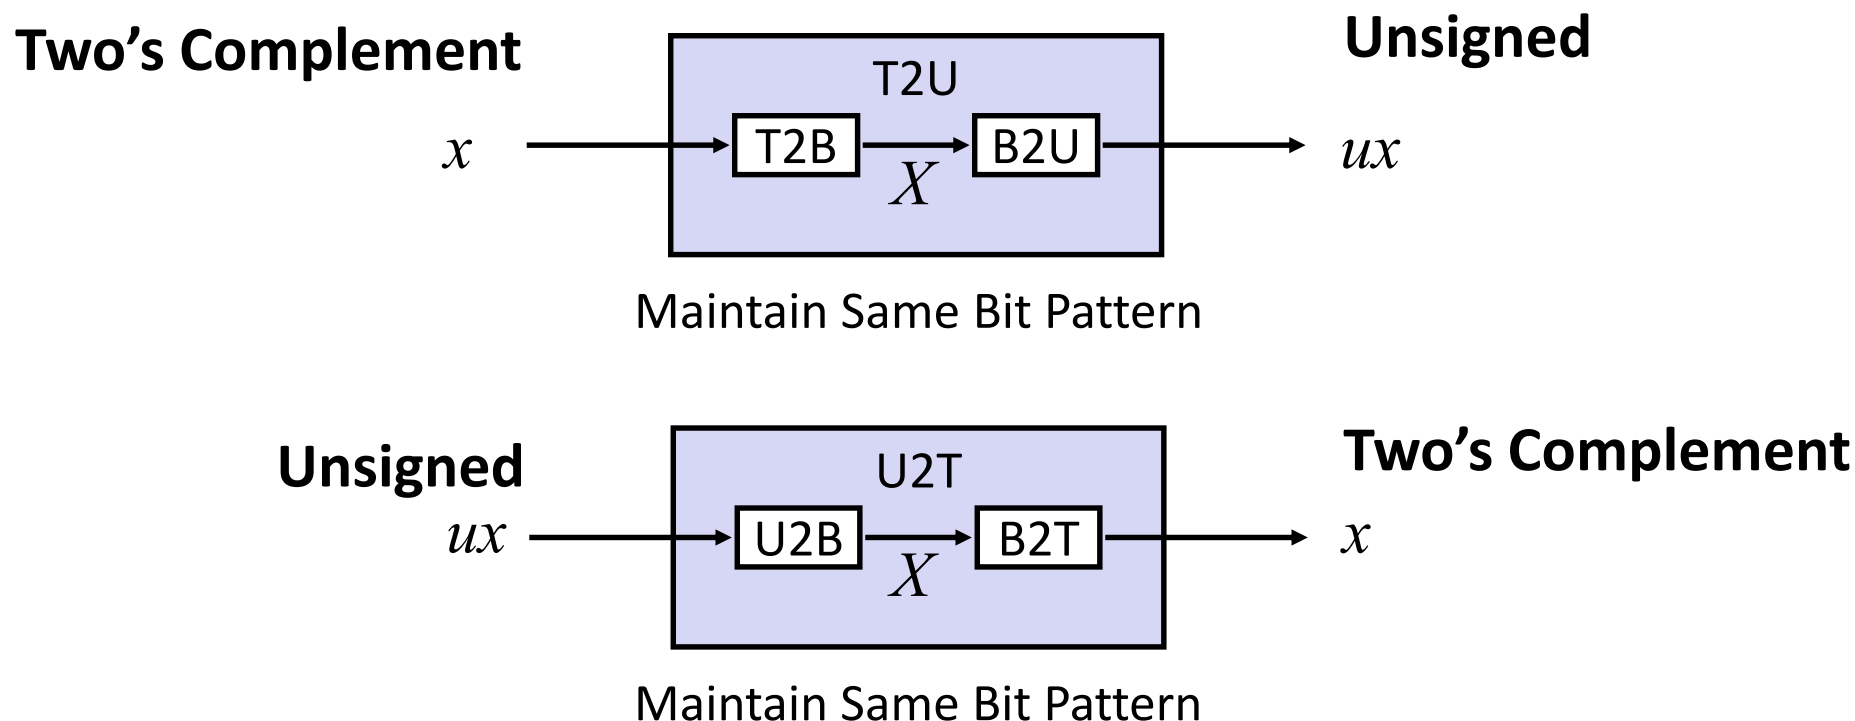 Two's Complement
Unsigned
T2U
x
T2B
X
B2U
ux
Maintain Same Bit Pattern
Unsigned
Two's Complement
U2T
ux
U2B
X
B2T
x
Maintain Same Bit Pattern